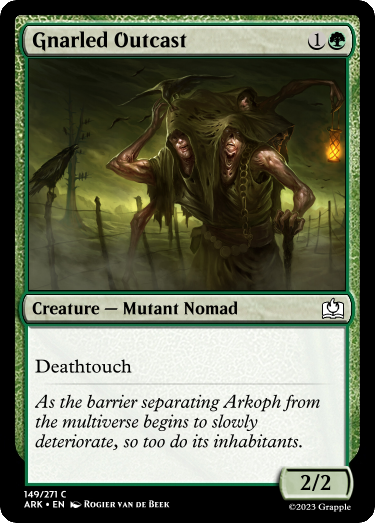 Gnarled Outcast 1
Creature — Mutant Nomad
Deathtouch
As the barrier separating Arkoph from
the multiverse begins to slowly
deteriorate, so too do its inhabitants.
2/2
149/271 C
ARK • EN Rogier van de Beek
©2023 Grapple